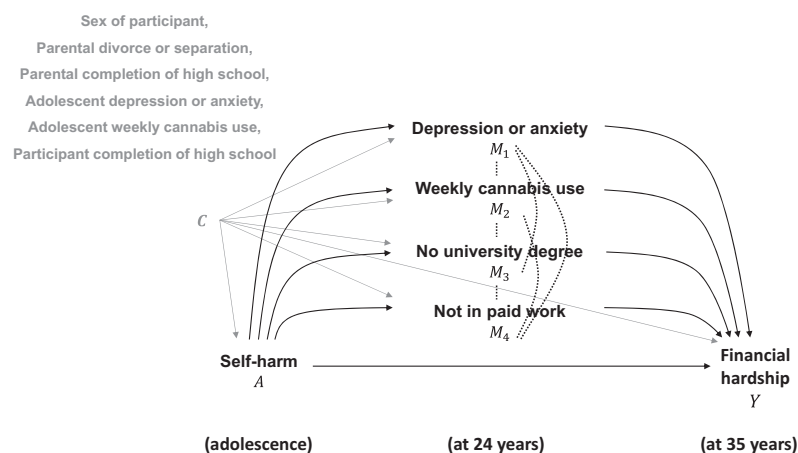 Sex of participant,
Parental divorce or separation,
Parental completion of high school,
Adolescent depression or anxiety,
Adolescent weekly cannabis use,
Participant completion of high school
Depression or anxiety
M₁
Weekly cannabis use
M₂
C
No university degree
M₃
Not in paid work
M₄
Self-harm
A
Financial
hardship
Y
(adolescence)
(at 24 years)
(at 35 years)